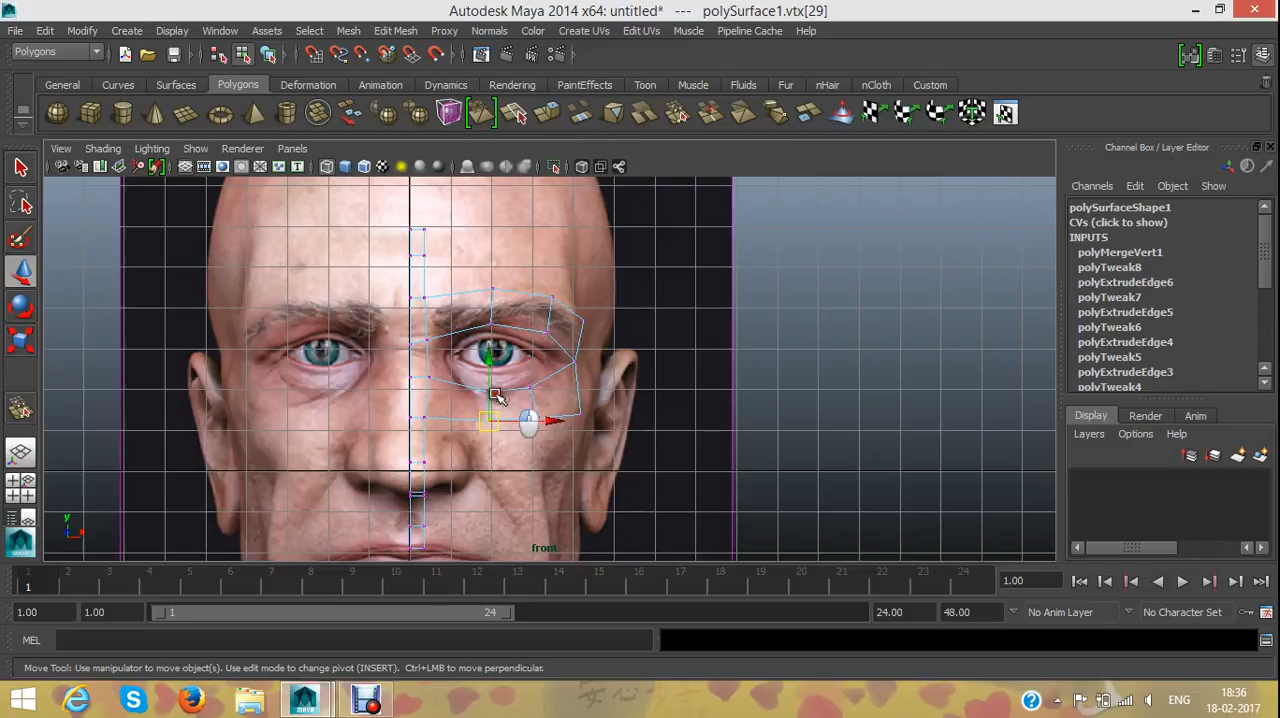 Autodesk Maya 2014 x64: untitled* --- polySurface1.vtx[29]
File Edit Modify Create Display Window Assets Select Mesh Edit Mesh Proxy Normals Color Create UVs Edit UVs Muscle Pipeline Cache Help
Polygons
General Curves Surfaces Polygons Deformation Animation Dynamics Rendering PaintEffects Toon Muscle Fluids Fur nHair nCloth Custom
View Shading Lighting Show Renderer Panels
Channel Box / Layer Editor
Channels Edit Object Show
polySurfaceShape1
CVs (click to show)
INPUTS
polyMergeVert1
polyTweak8
polyExtrudeEdge6
polyTweak7
polyExtrudeEdge5
polyTweak6
polyExtrudeEdge4
polyTweak5
polyExtrudeEdge3
polyTweak4
Display Render Anim
Layers Options Help
y
front
1 2 3 4 5 6 7 8 9 10 11 12 13 14 15 16 17 18 19 20 21 22 23 24
1
1.00
1.00 1.00 1 24 24.00 48.00 No Anim Layer No Character Set
MEL
Move Tool: Use manipulator to move object(s). Use edit mode to change pivot (INSERT). Ctrl+LMB to move perpendicular.
MAYA
ENG
18:36
18-02-2017